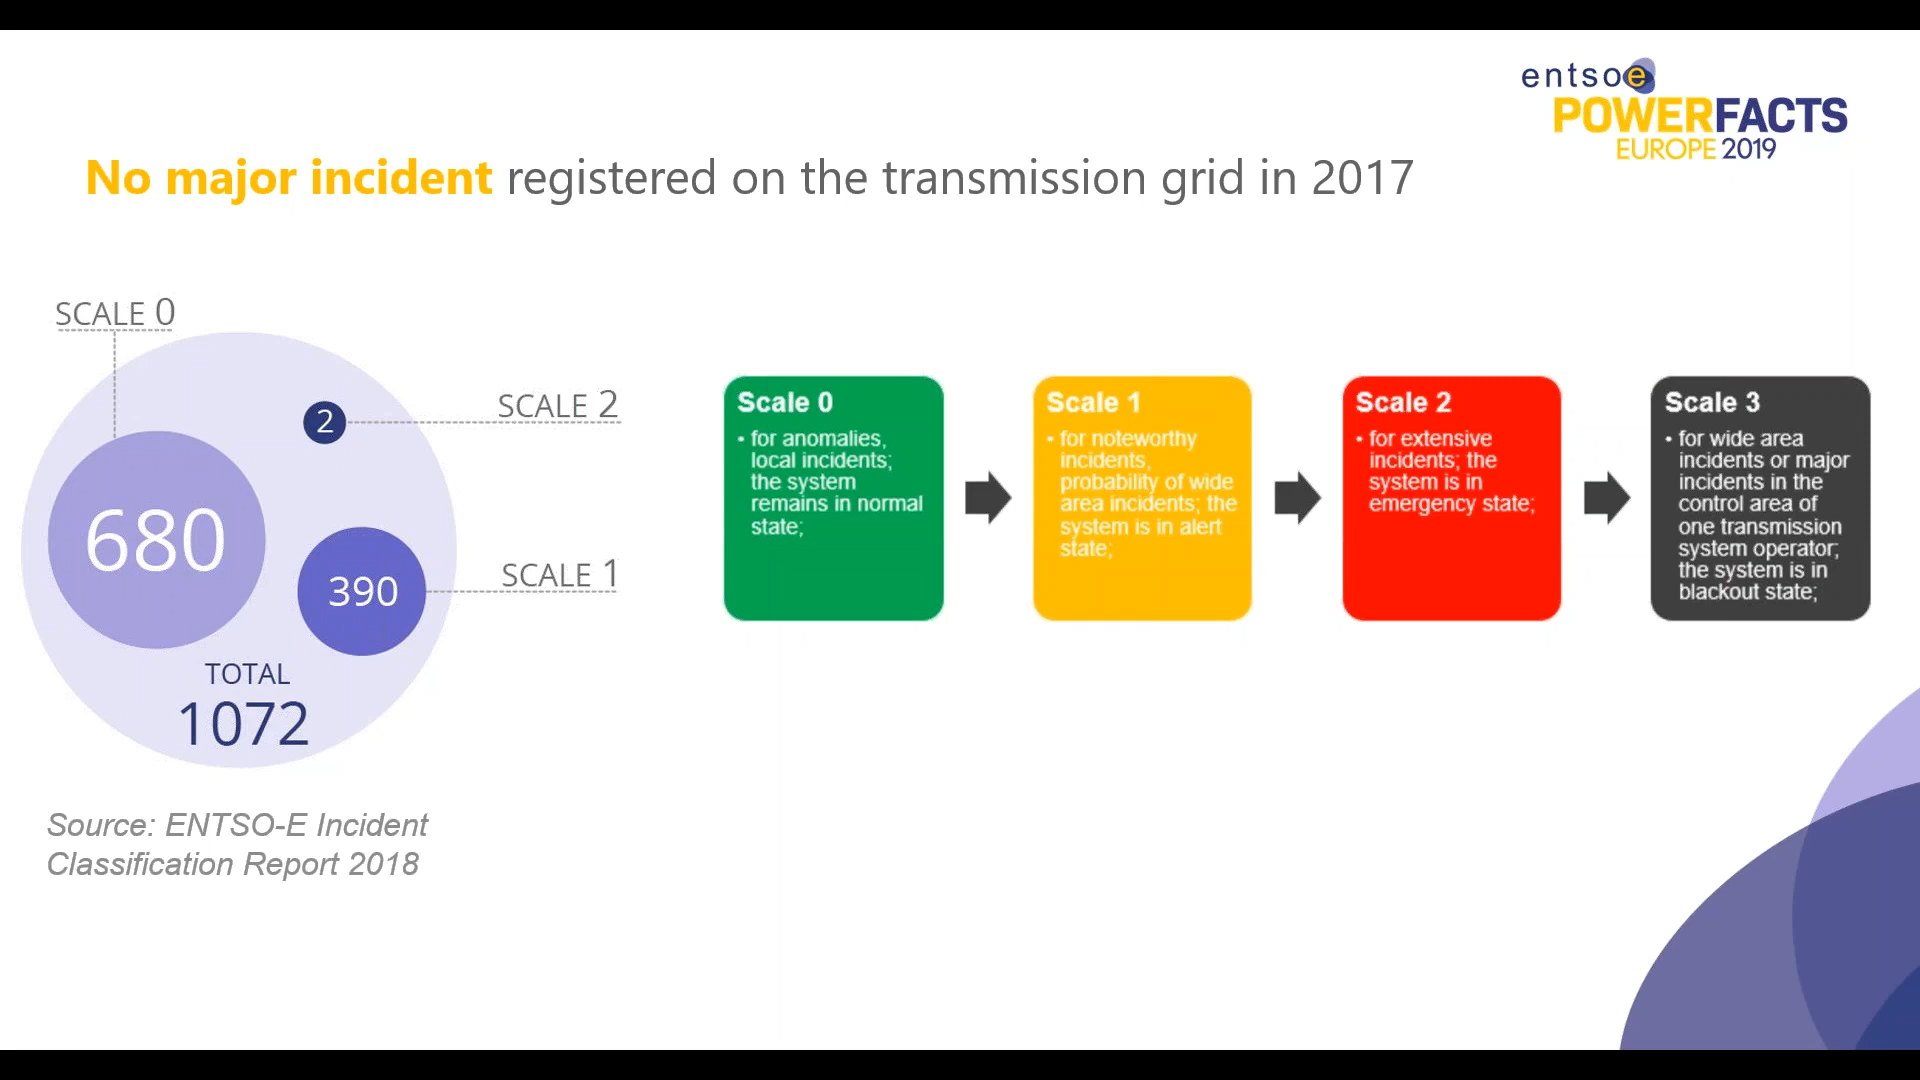 entsoe
POWERFACTS
EUROPE 2019
No major incident registered on the transmission grid in 2017
SCALE 0
2
SCALE 2
680
390
SCALE 1
TOTAL
1072
Source: ENTSO-E Incident
Classification Report 2018
Scale 0
• for anomalies,
local incidents;
the system
remains in normal
state;
Scale 1
• for noteworthy
incidents,
probability of wide
area incidents; the
system is in alert
state;
Scale 2
• for extensive
incidents; the
system is in
emergency state;
Scale 3
• for wide area
incidents or major
incidents in the
control area of
one transmission
system operator;
the system is in
blackout state;